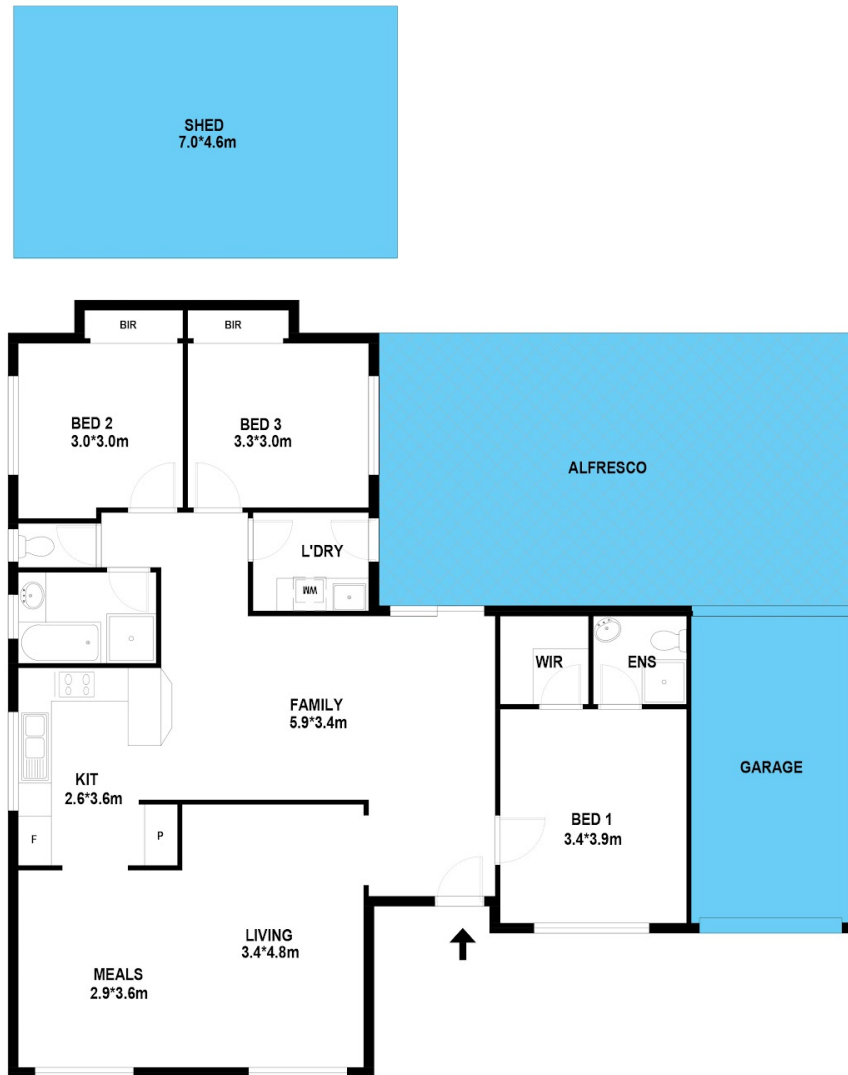 SHED
7.0*4.6m
BIR
BIR
BED 2
3.0*3.0m
BED 3
3.3*3.0m
ALFRESCO
L'DRY
WM
WIR
ENS
FAMILY
5.9*3.4m
KIT
2.6*3.6m
GARAGE
F
P
BED 1
3.4*3.9m
LIVING
3.4*4.8m
MEALS
2.9*3.6m